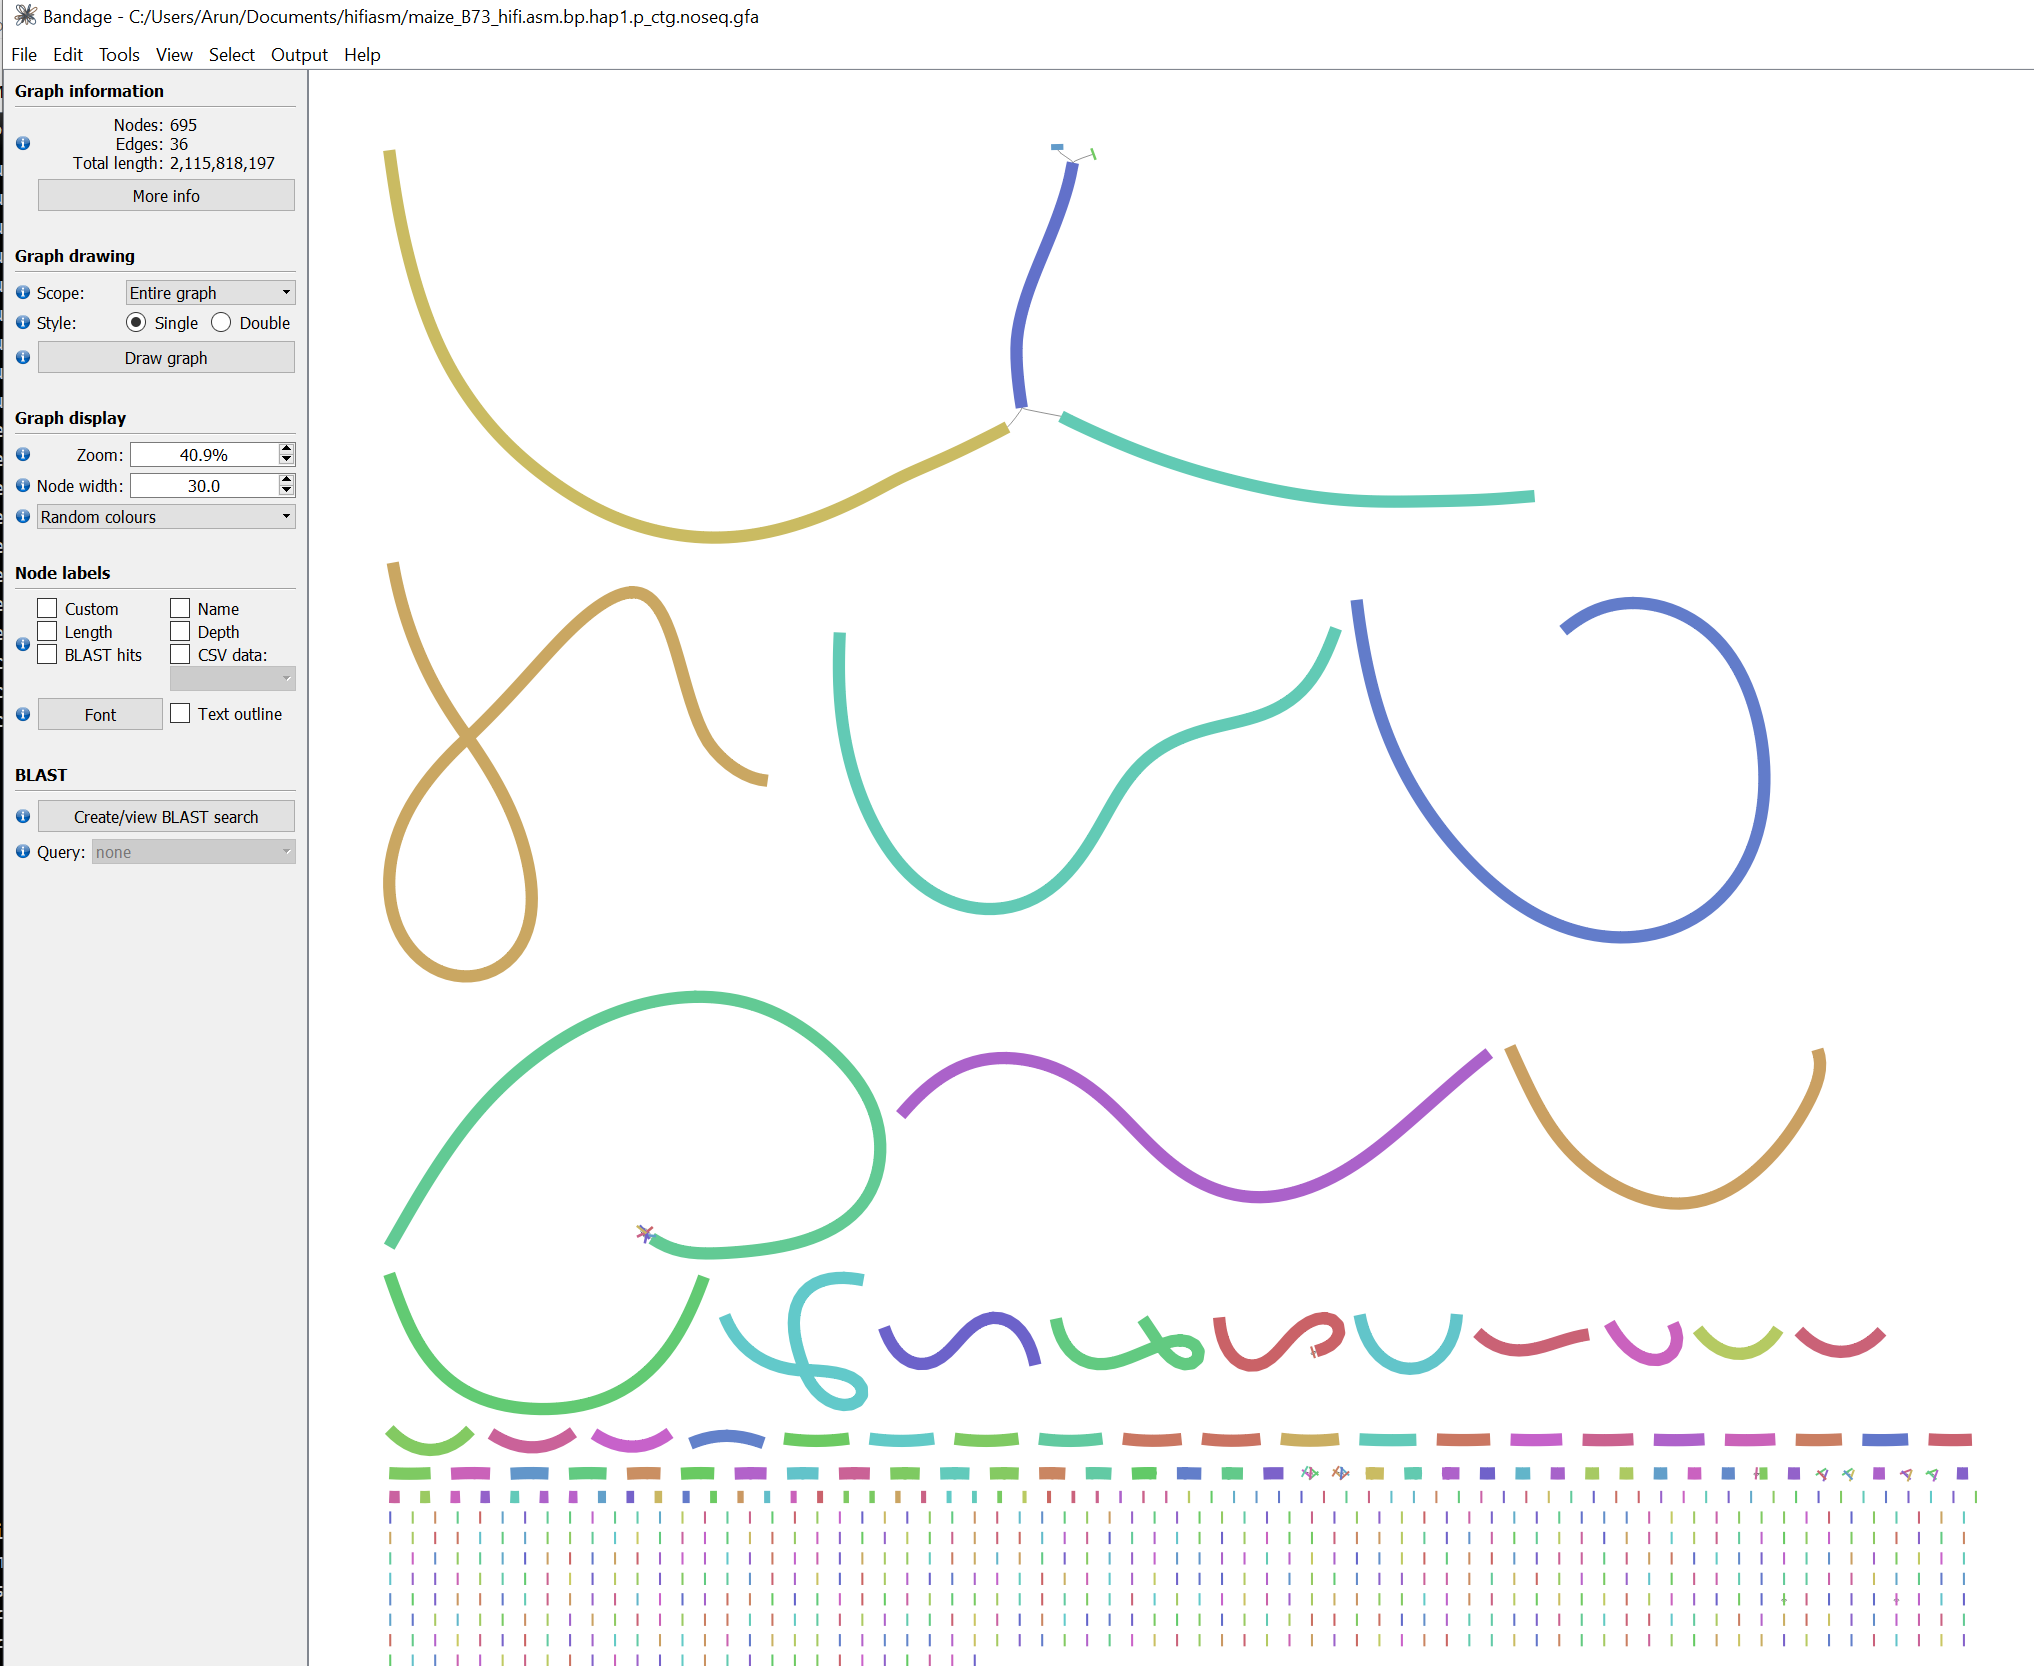 Bandage - C:/Users/Arun/Documents/hifiasm/maize_B73_hifi.asm.bp.hap1.p_ctg.noseq.gfa
File Edit Tools View Select Output Help
Graph information
Nodes: 695
Edges: 36
Total length: 2,115,818,197
More info
Graph drawing
Scope: Entire graph
Style: Single Double
Draw graph
Graph display
Zoom: 40.9%
Node width: 30.0
Random colours
Node labels
Custom Name
Length Depth
BLAST hits CSV data:
Font Text outline
BLAST
Create/view BLAST search
Query: none